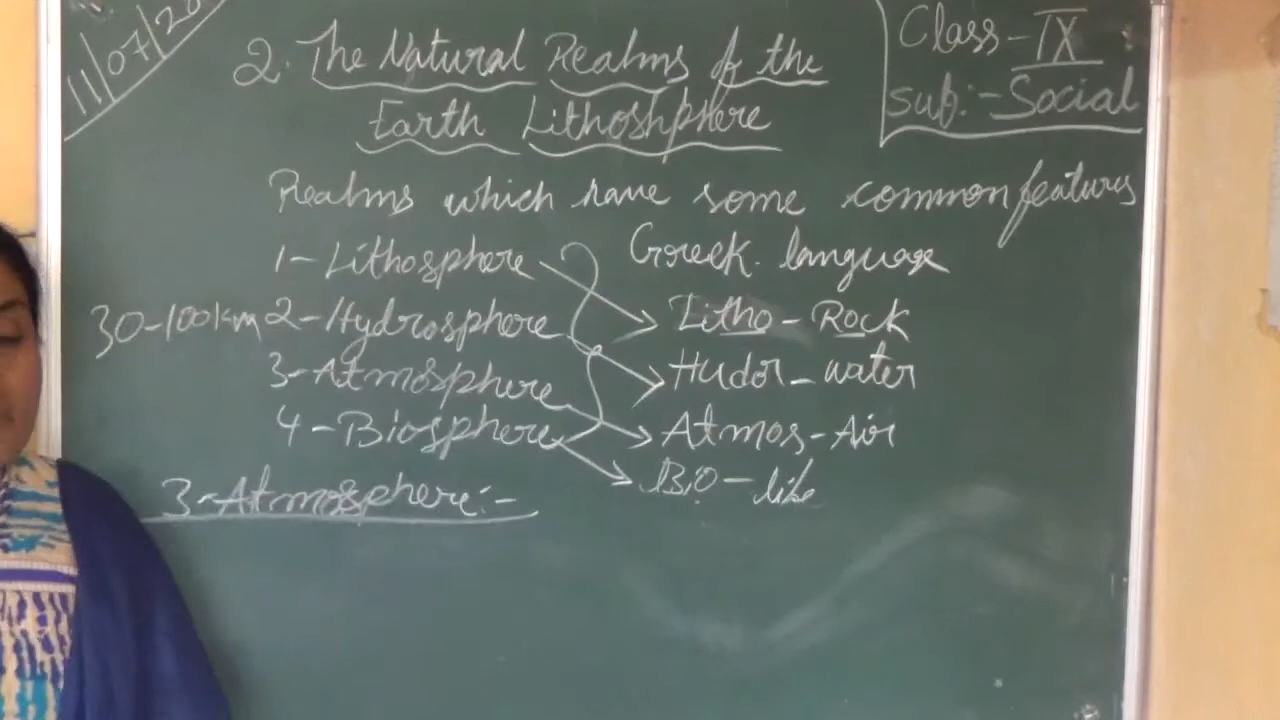 11/07/20
Class - IX
sub:- Social
2. The Natural Realms of the
Earth Lithoshphere
Realms which have some common features
1- Lithosphere
Greek language
30-100km 2- Hydrosphere
Litho - Rock
3- Atmosphere
Hudor - water
4 - Biosphere
Atmos - Air
3- Atmosphere:-
Bio - life